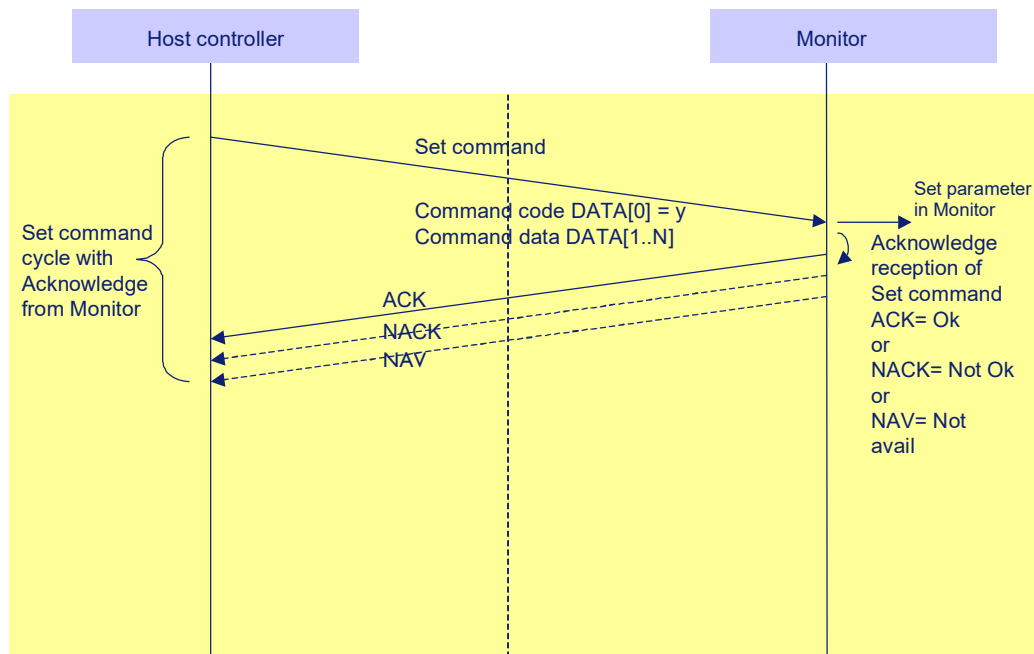 Host controller
Monitor
Set command
Set parameter
in Monitor
Command code DATA[0] = y
Command data DATA[1..N]
Set command
cycle with
Acknowledge
from Monitor
Acknowledge
reception of
Set command
ACK= Ok
or
NACK= Not Ok
or
NAV= Not
avail
ACK
NACK
NAV